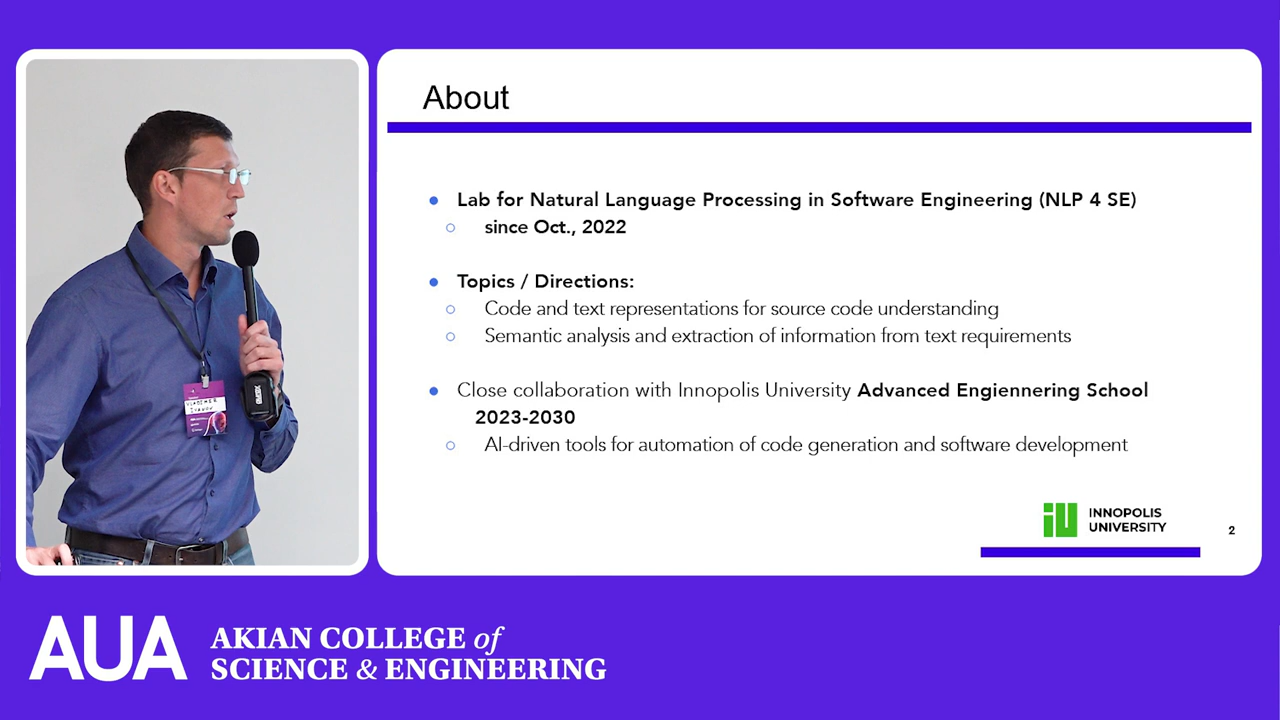 About
Lab for Natural Language Processing in Software Engineering (NLP 4 SE)
since Oct., 2022
Topics / Directions:
Code and text representations for source code understanding
Semantic analysis and extraction of information from text requirements
Close collaboration with Innopolis University Advanced Engiennering School
2023-2030
AI-driven tools for automation of code generation and software development
INNOPOLIS
UNIVERSITY
2
VLADIMIR
IVANOV
AUA
AKIAN COLLEGE of
SCIENCE & ENGINEERING